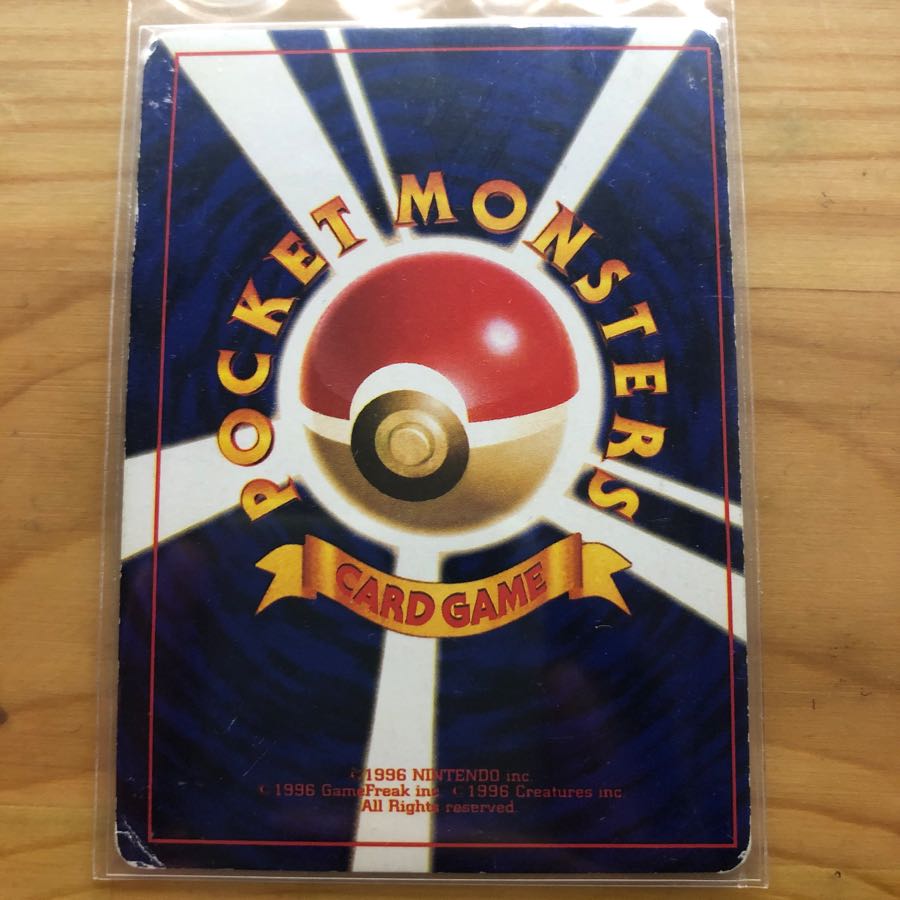 POCKET MONSTERS
CARD GAME
©1996 NINTENDO inc.
©1996 GameFreak inc. ©1996 Creatures inc.
All Rights reserved.